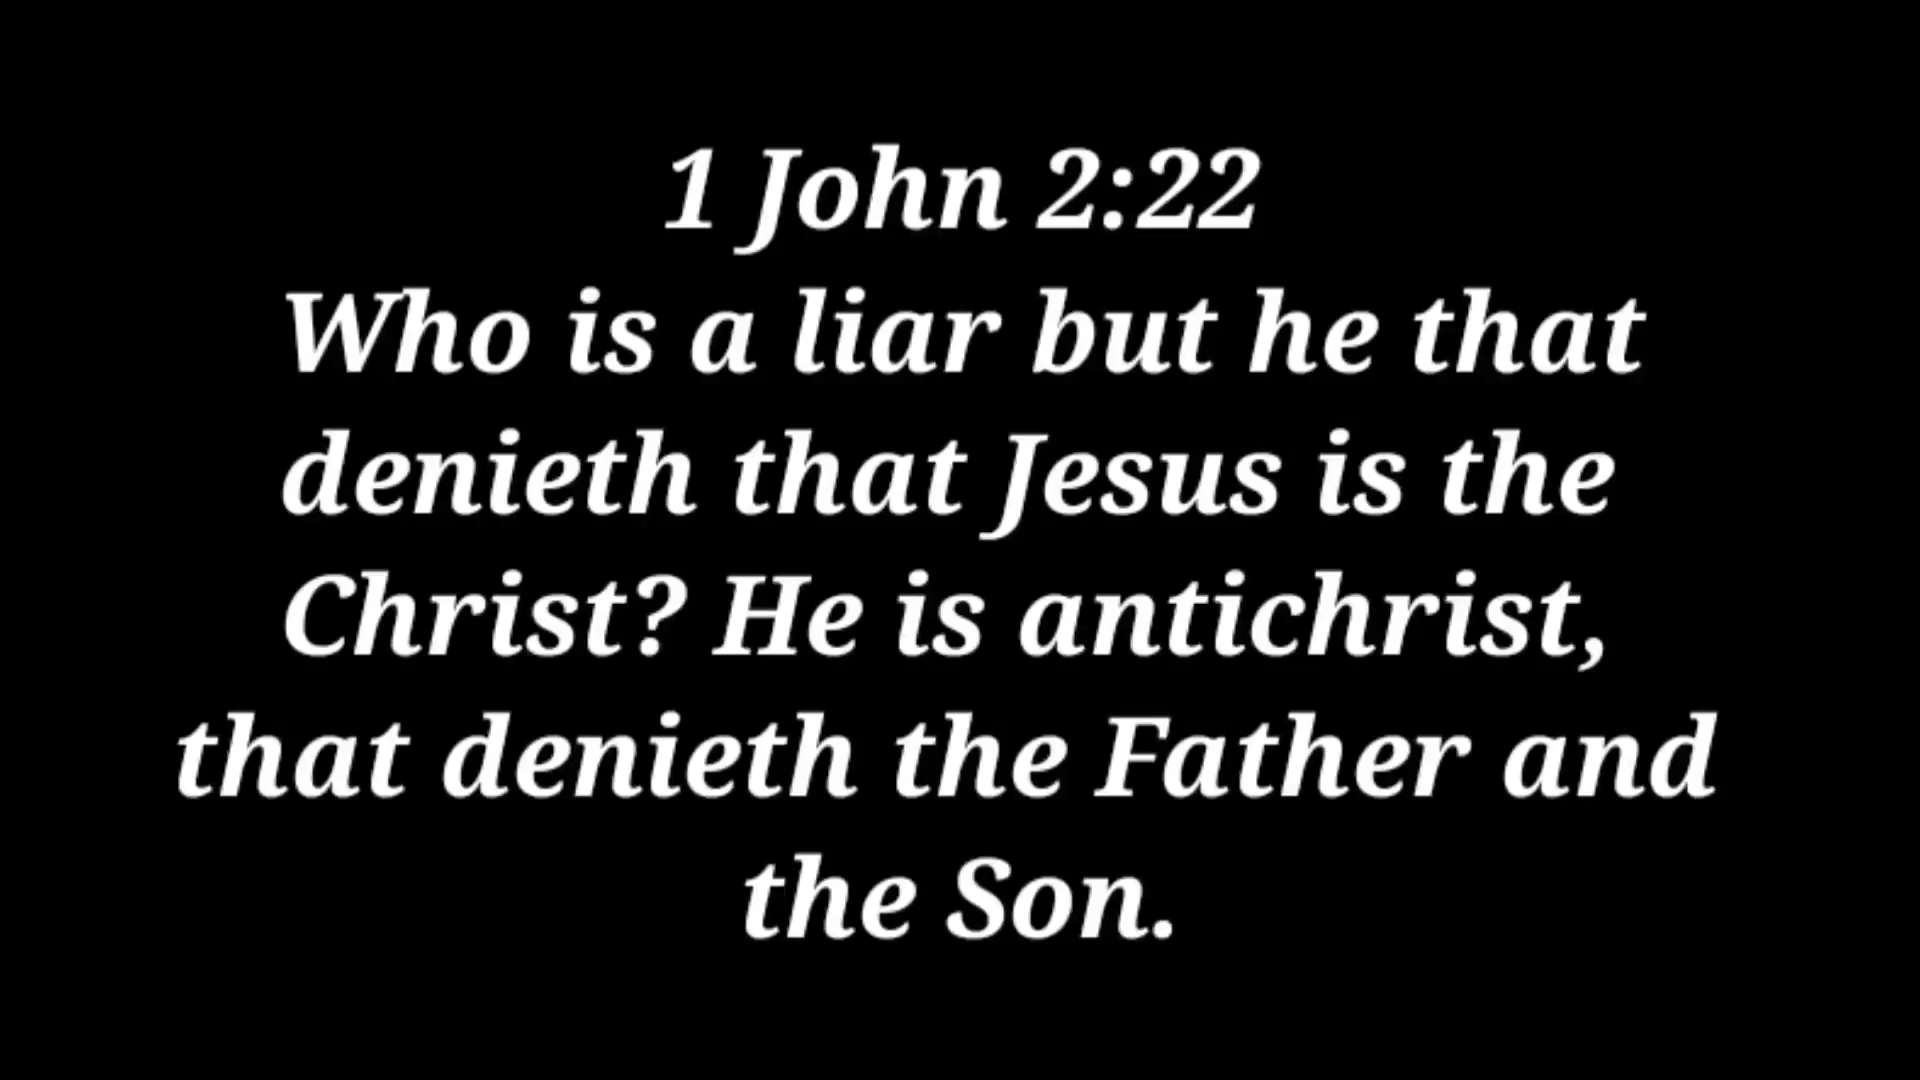 1 John 2:22
Who is a liar but he that
denieth that Jesus is the
Christ? He is antichrist,
that denieth the Father and
the Son.